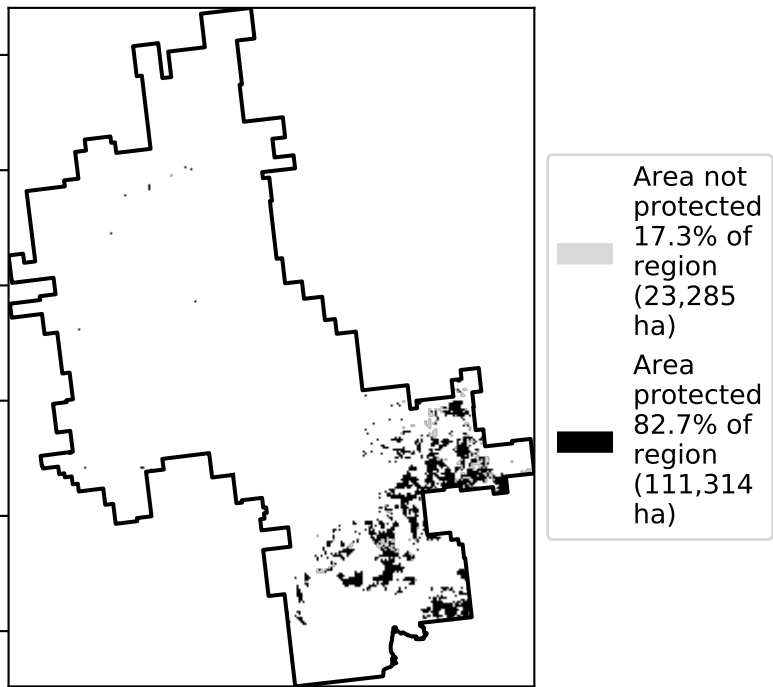 Area not
protected
17.3% of
region
(23,285
ha)
Area
protected
82.7% of
region
(111,314
ha)